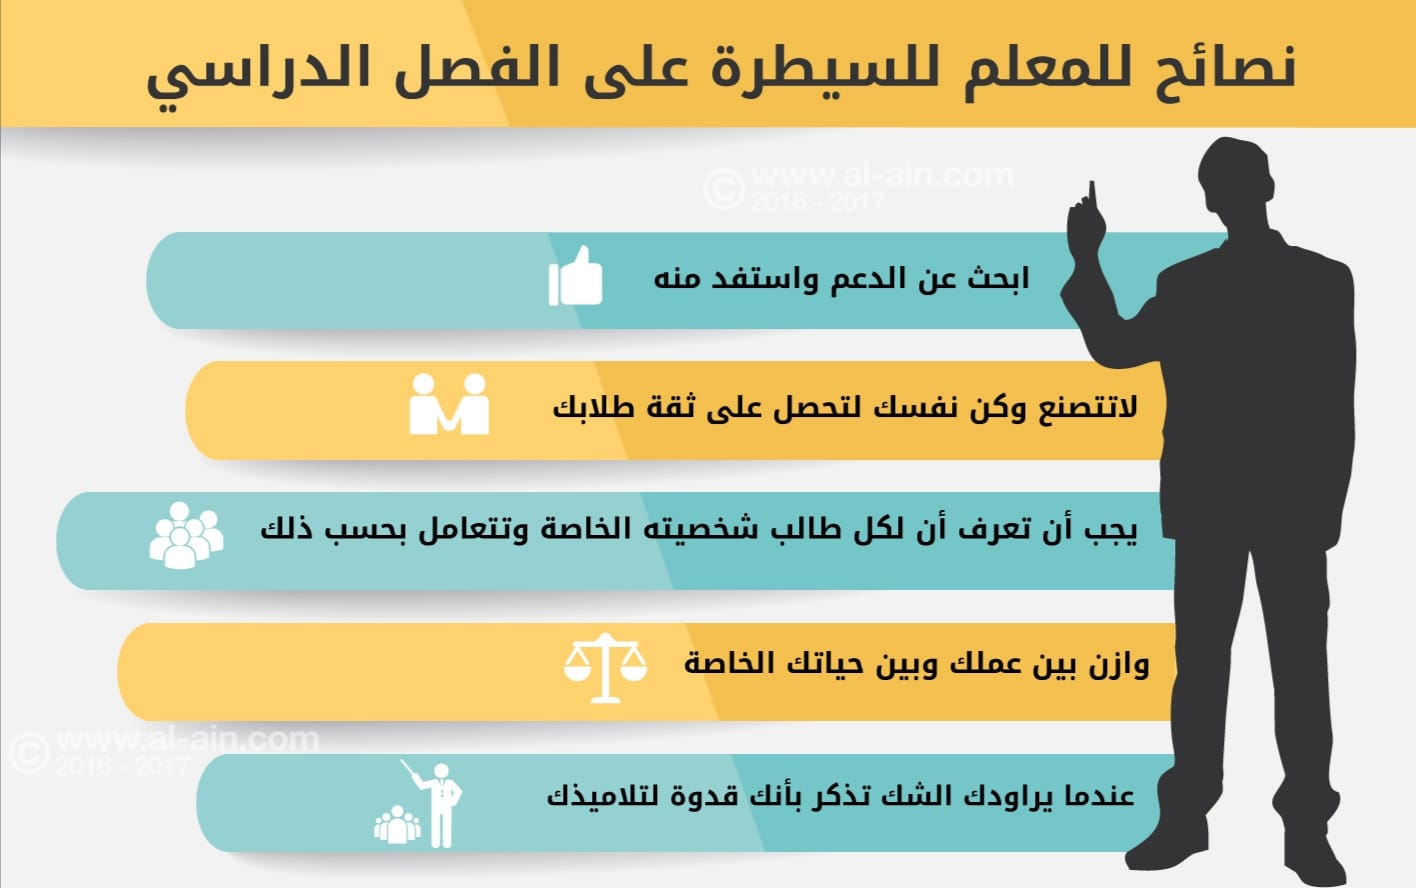 نصائح للمعلم للسيطرة على الفصل الدراسي
© www.al-ain.com
2016 - 2017
ابحث عن الدعم واستفد منه
لاتتصنع وكن نفسك لتحصل على ثقة طلابك
يجب أن تعرف أن لكل طالب شخصيته الخاصة وتتعامل بحسب ذلك
وازن بين عملك وبين حياتك الخاصة
© www.al-ain.com
2016 - 2017
عندما يراودك الشك تذكر بأنك قدوة لتلاميذك